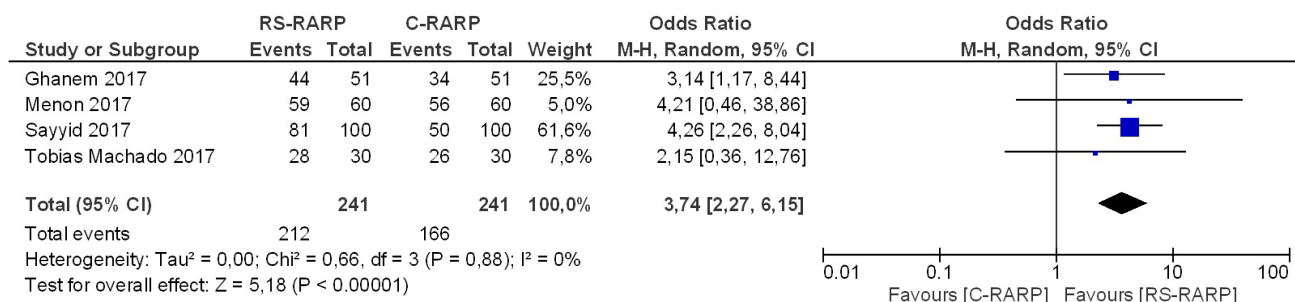 RS-RARP C-RARP Odds Ratio Odds Ratio
Study or Subgroup Events Total Events Total Weight M-H, Random, 95% CI M-H, Random, 95% CI
Ghanem 2017 44 51 34 51 25,5% 3,14 [1,17, 8,44]
Menon 2017 59 60 56 60 5,0% 4,21 [0,46, 38,86]
Sayyid 2017 81 100 50 100 61,6% 4,26 [2,26, 8,04]
Tobias Machado 2017 28 30 26 30 7,8% 2,15 [0,36, 12,76]
Total (95% CI) 241 241 100,0% 3,74 [2,27, 6,15]
Total events 212 166
Heterogeneity: Tau² = 0,00; Chi² = 0,66, df = 3 (P = 0,88); I² = 0%
Test for overall effect: Z = 5,18 (P < 0.00001)
0.01 0.1 1 10 100
Favours [C-RARP] Favours [RS-RARP]